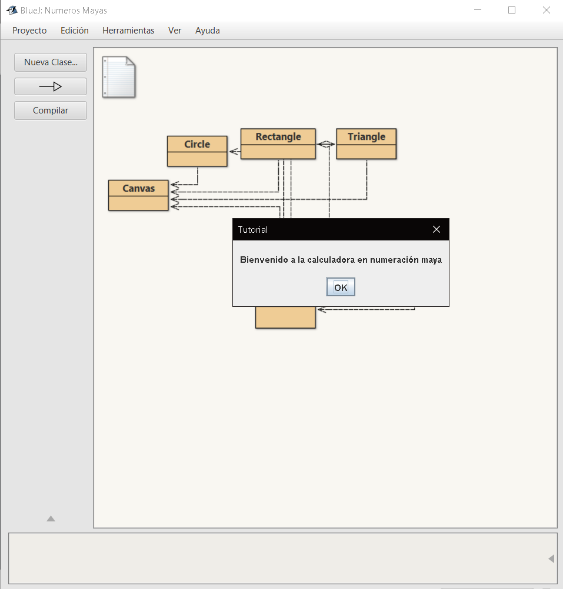 BlueJ: Numeros Mayas
Proyecto Edición Herramientas Ver Ayuda
Nueva Clase...
Compilar
Circle
Rectangle
Triangle
Canvas
Tutorial
Bienvenido a la calculadora en numeración maya
OK